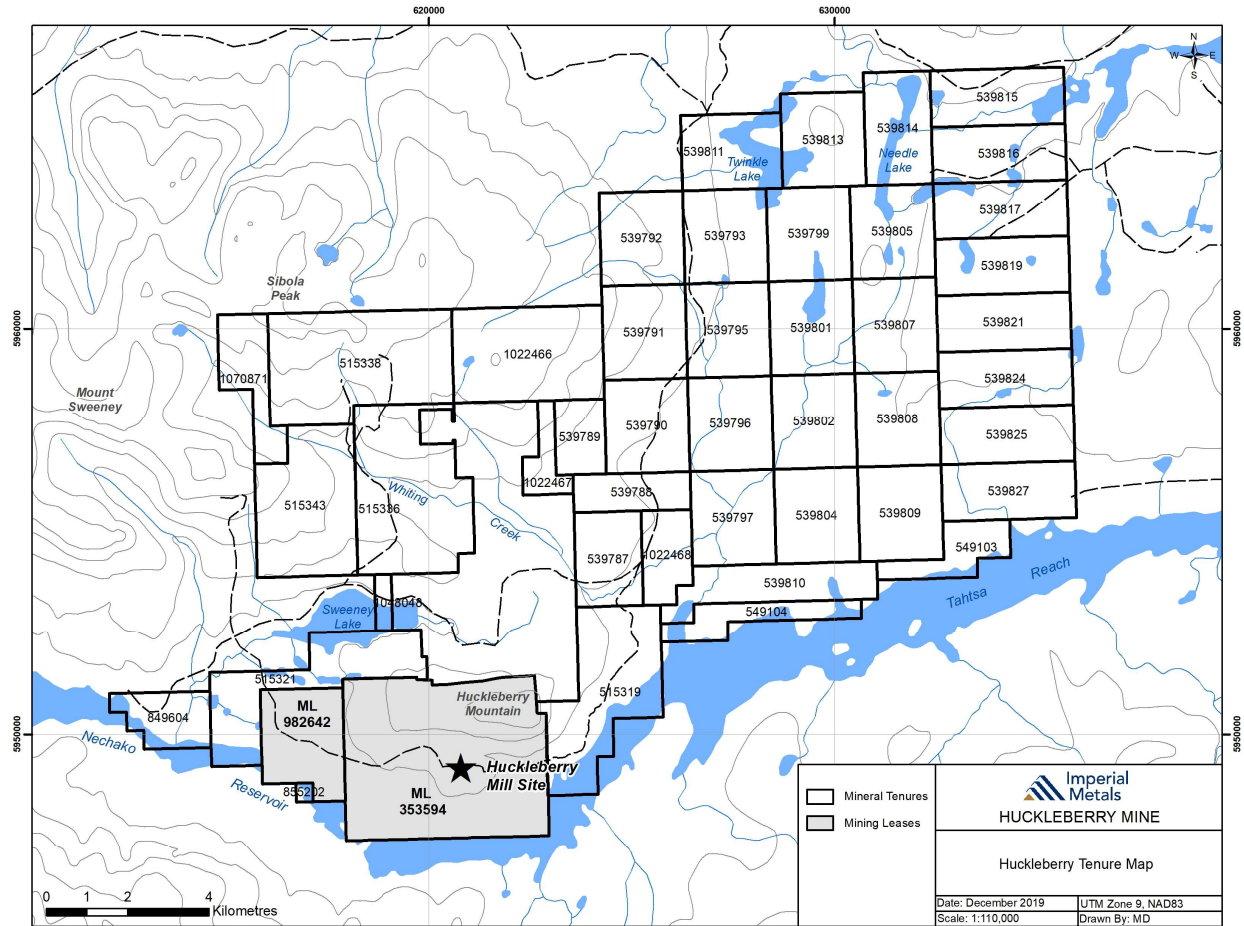 620000
630000
N
W E
S
539815
539814
539813
539811
539816
Twinkle
Lake
Needle
Lake
539817
539792
539793
539799
539805
539819
Sibola
Peak
5960000
5960000
539791
539795
539801
539807
539821
515338
1022466
1070871
539824
Mount
Sweeney
539789
539790
539796
539802
539808
539825
1022467
539788
539827
Whiting
Creek
515343
515336
539797
539804
539809
539787
1022468
549103
539810
Tahtsa
Reach
549104
1048048
Sweeney
Lake
515321
515319
Huckleberry
Mountain
849604
ML
982642
5950000
5950000
Nechako
Reservoir
Huckleberry
Mill Site
855202
ML
353594
Mineral Tenures
Mining Leases
Imperial
Metals
HUCKLEBERRY MINE
Huckleberry Tenure Map
Date: December 2019
UTM Zone 9, NAD83
Scale: 1:110,000
Drawn By: MD
0 1 2 4
Kilometres